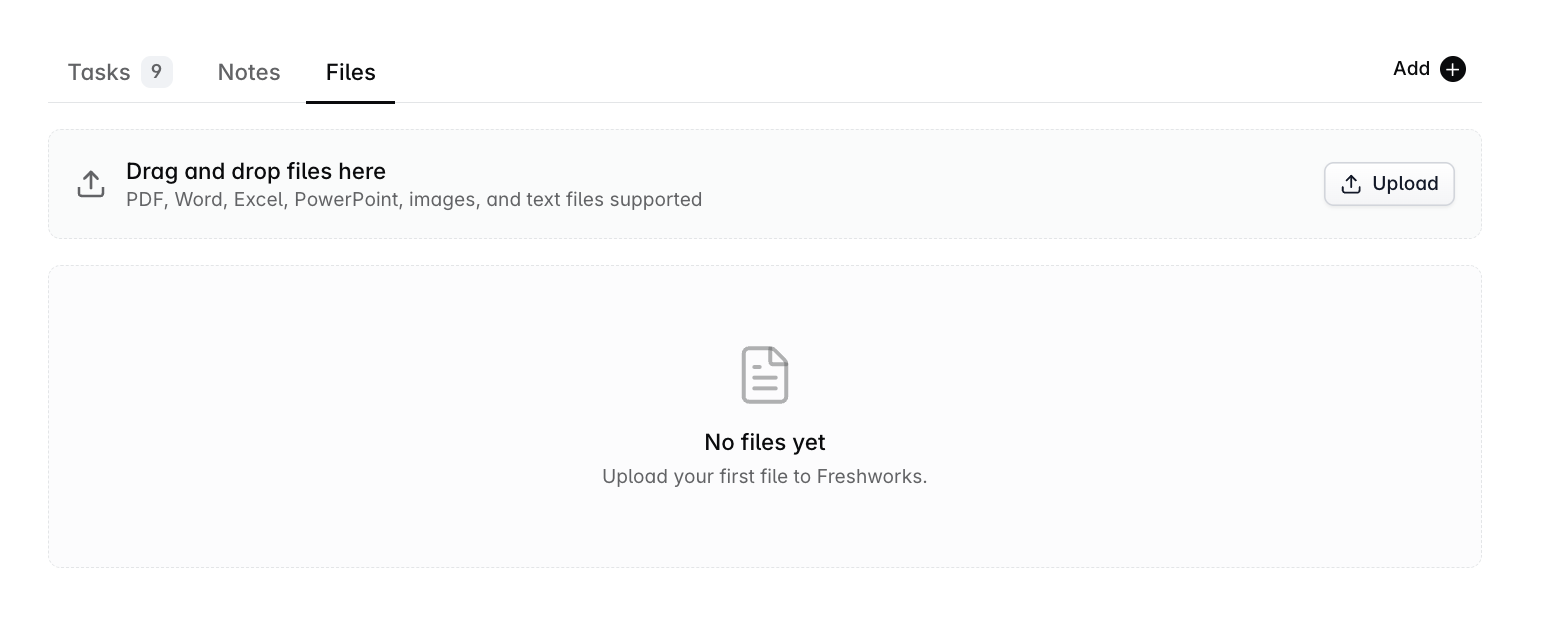 Tasks 9 Notes Files Add
Drag and drop files here
PDF, Word, Excel, PowerPoint, images, and text files supported
Upload
No files yet
Upload your first file to Freshworks.